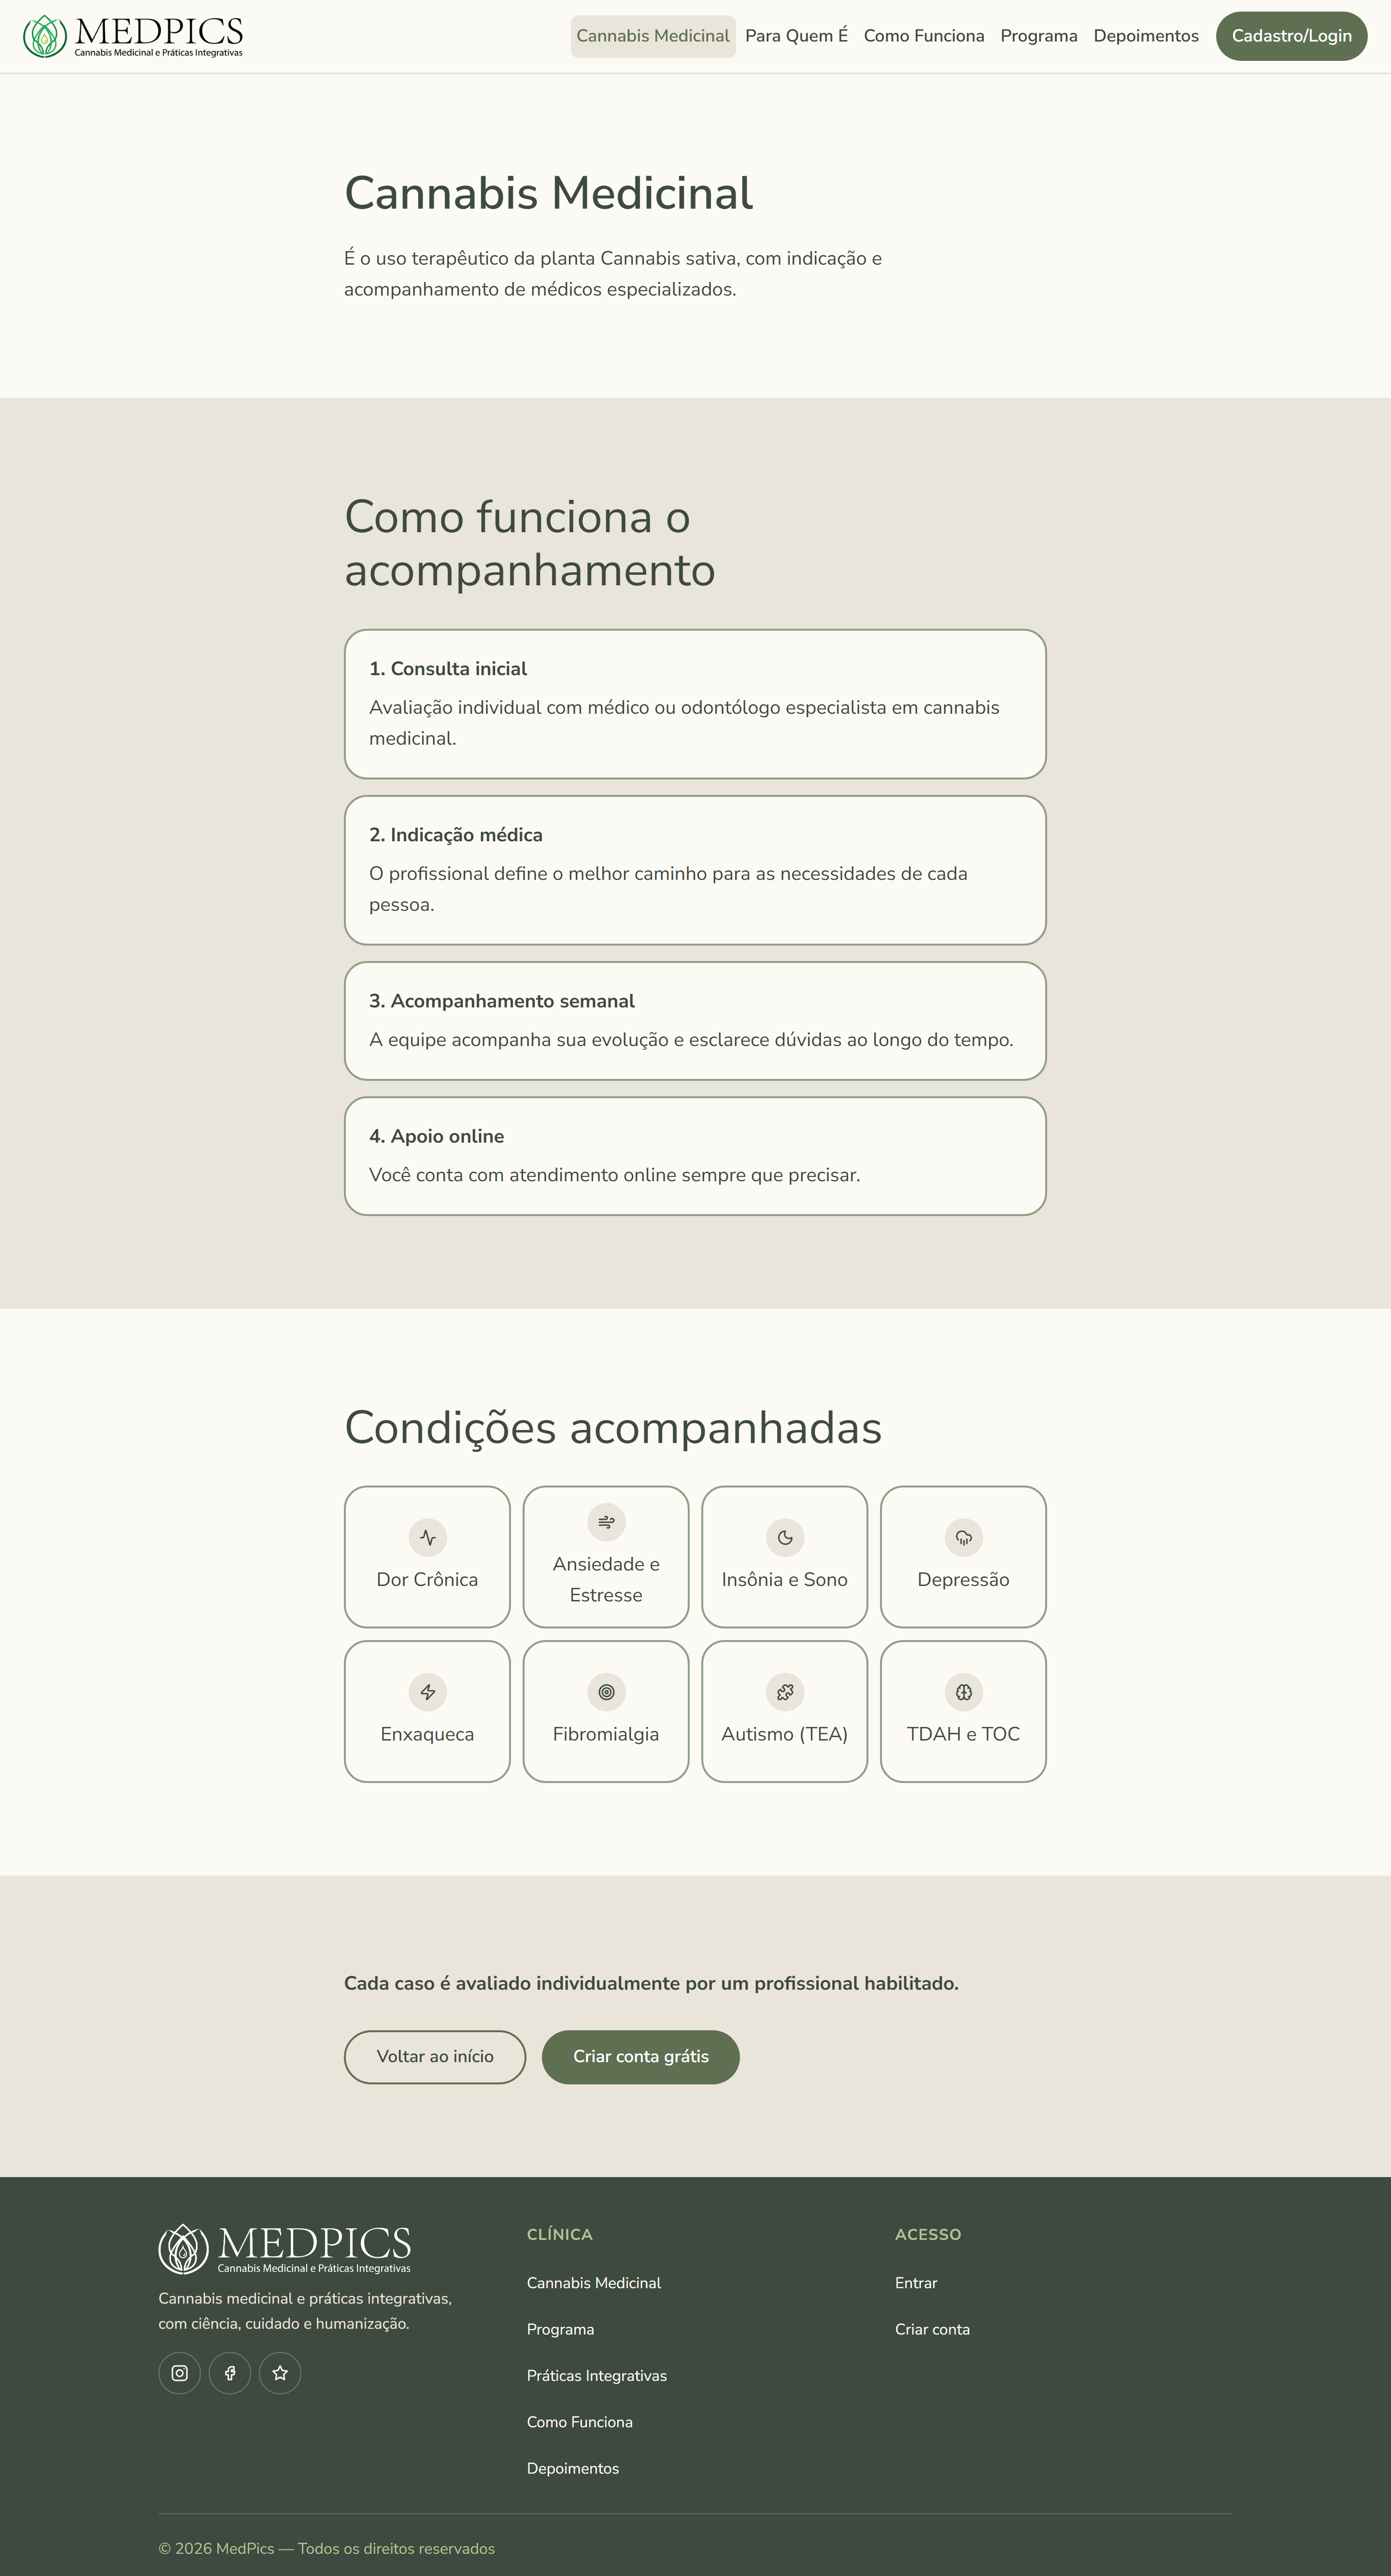 MEDPICS
Cannabis Medicinal e Práticas Integrativas
Cannabis Medicinal
Para Quem É
Como Funciona
Programa
Depoimentos
Cadastro/Login
Cannabis Medicinal
É o uso terapêutico da planta Cannabis sativa, com indicação e
acompanhamento de médicos especializados.
Como funciona o
acompanhamento
1. Consulta inicial
Avaliação individual com médico ou odontólogo especialista em cannabis
medicinal.
2. Indicação médica
O profissional define o melhor caminho para as necessidades de cada
pessoa.
3. Acompanhamento semanal
A equipe acompanha sua evolução e esclarece dúvidas ao longo do tempo.
4. Apoio online
Você conta com atendimento online sempre que precisar.
Condições acompanhadas
Dor Crônica
Ansiedade e
Estresse
Insônia e Sono
Depressão
Enxaqueca
Fibromialgia
Autismo (TEA)
TDAH e TOC
Cada caso é avaliado individualmente por um profissional habilitado.
Voltar ao início
Criar conta grátis
MEDPICS
Cannabis Medicinal e Práticas Integrativas
Cannabis medicinal e práticas integrativas,
com ciência, cuidado e humanização.
CLÍNICA
Cannabis Medicinal
Programa
Práticas Integrativas
Como Funciona
Depoimentos
ACESSO
Entrar
Criar conta
© 2026 MedPics — Todos os direitos reservados